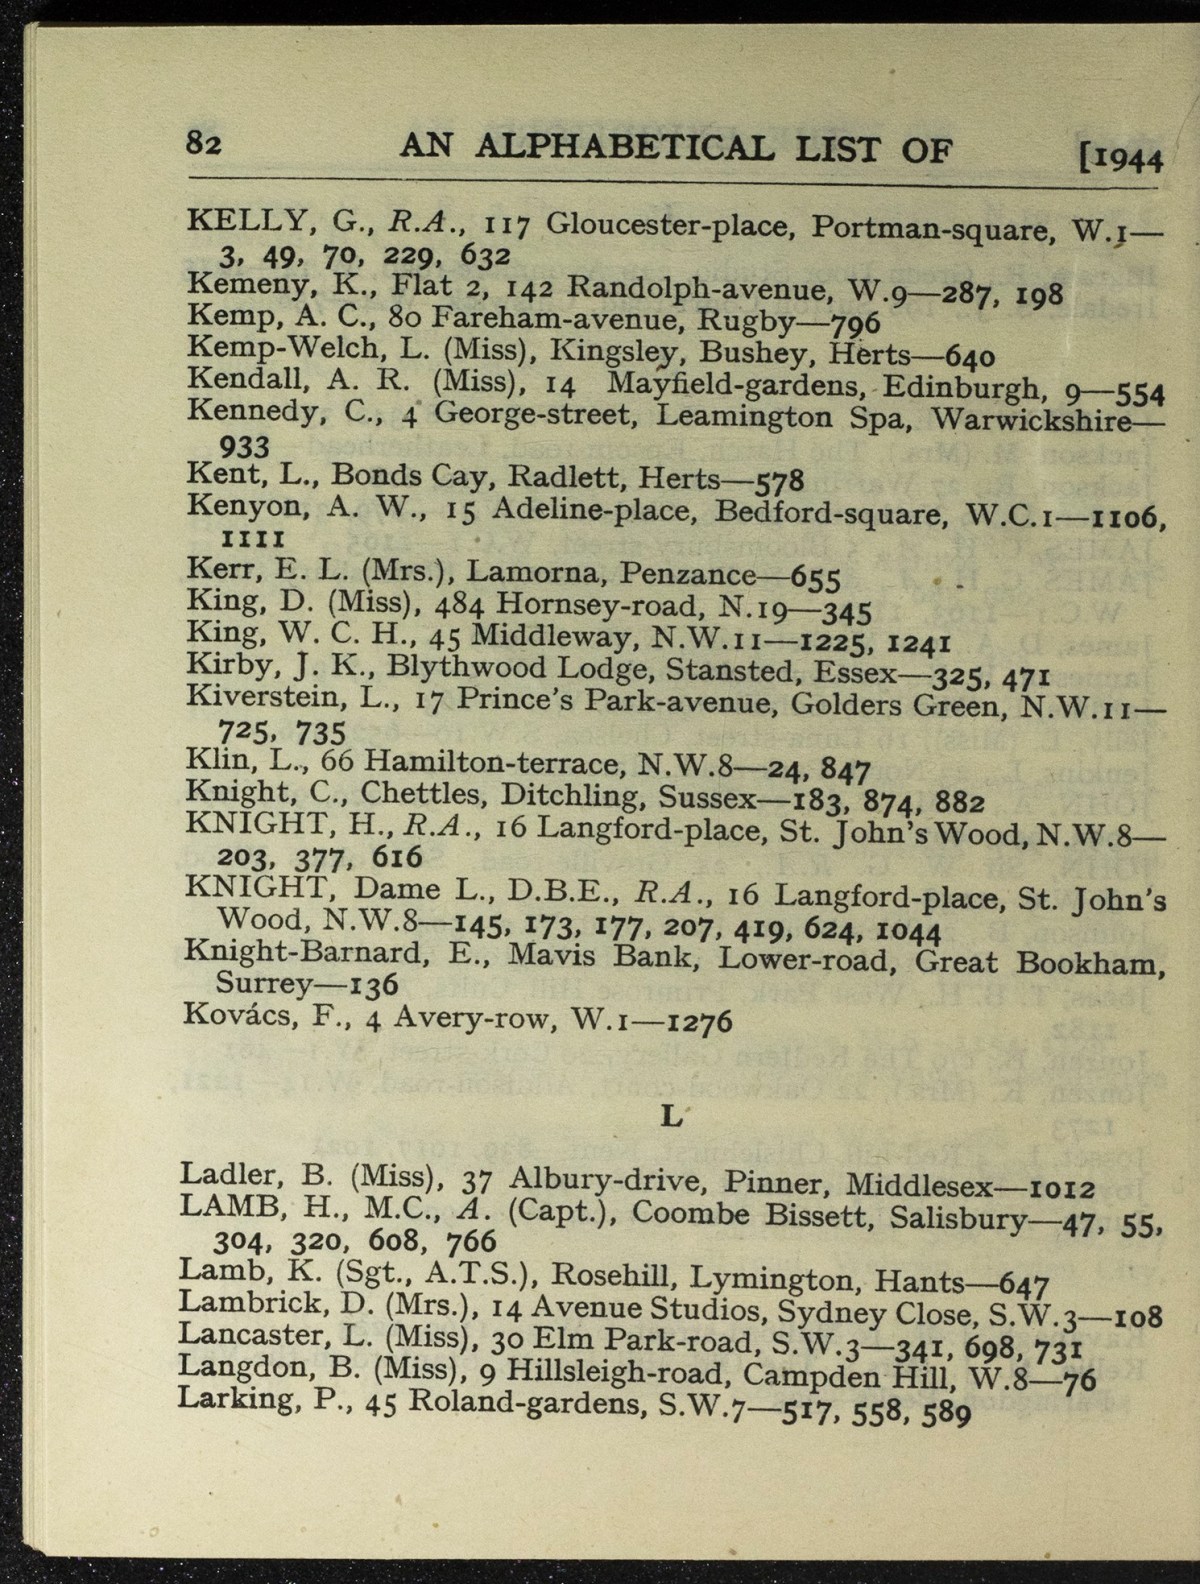 82 AN ALPHABETICAL LIST OF [1944
KELLY, G., R.A., 117 Gloucester-place, Portman-square, W.1—
3, 49, 70, 229, 632
Kemeny, K., Flat 2, 142 Randolph-avenue, W.9—287, 198
Kemp, A. C., 80 Fareham-avenue, Rugby—796
Kemp-Welch, L. (Miss), Kingsley, Bushey, Herts—640
Kendall, A. R. (Miss), 14 Mayfield-gardens, Edinburgh, 9—554
Kennedy, C., 4 George-street, Leamington Spa, Warwickshire—
933
Kent, L., Bonds Cay, Radlett, Herts—578
Kenyon, A. W., 15 Adeline-place, Bedford-square, W.C.1—1106,
1111
Kerr, E. L. (Mrs.), Lamorna, Penzance—655
King, D. (Miss), 484 Hornsey-road, N.19—345
King, W. C. H., 45 Middleway, N.W.11—1225, 1241
Kirby, J. K., Blythwood Lodge, Stansted, Essex—325, 471
Kiverstein, L., 17 Prince's Park-avenue, Golders Green, N.W.11—
725, 735
Klin, L., 66 Hamilton-terrace, N.W.8—24, 847
Knight, C., Chettles, Ditchling, Sussex—183, 874, 882
KNIGHT, H., R.A., 16 Langford-place, St. John's Wood, N.W.8—
203, 377, 616
KNIGHT, Dame L., D.B.E., R.A., 16 Langford-place, St. John's
Wood, N.W.8—145, 173, 177, 207, 419, 624, 1044
Knight-Barnard, E., Mavis Bank, Lower-road, Great Bookham,
Surrey—136
Kovács, F., 4 Avery-row, W.1—1276
L
Ladler, B. (Miss), 37 Albury-drive, Pinner, Middlesex—1012
LAMB, H., M.C., A. (Capt.), Coombe Bissett, Salisbury—47, 55,
304, 320, 608, 766
Lamb, K. (Sgt., A.T.S.), Rosehill, Lymington, Hants—647
Lambrick, D. (Mrs.), 14 Avenue Studios, Sydney Close, S.W.3—108
Lancaster, L. (Miss), 30 Elm Park-road, S.W.3—341, 698, 731
Langdon, B. (Miss), 9 Hillsleigh-road, Campden Hill, W.8—76
Larking, P., 45 Roland-gardens, S.W.7—517, 558, 589